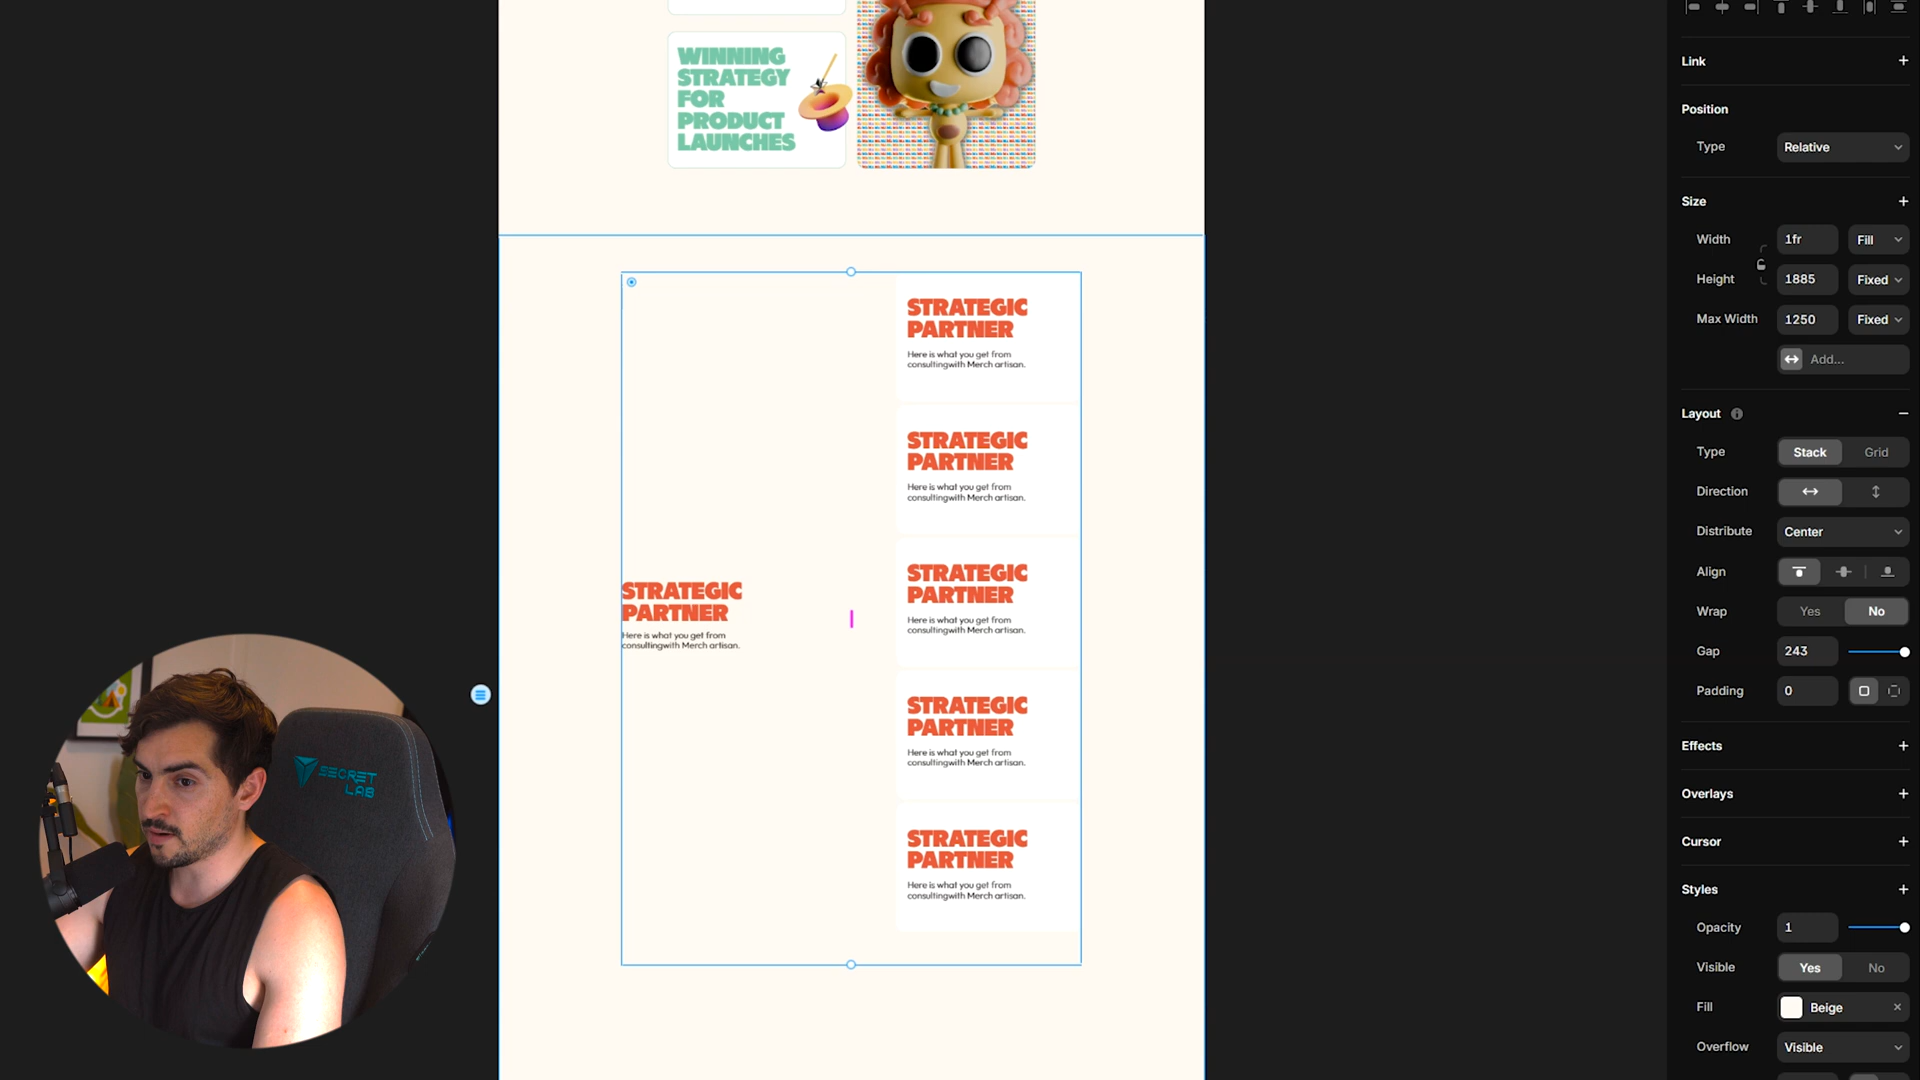 WINNING
STRATEGY
FOR
PRODUCT
LAUNCHES
STRATEGIC
PARTNER
Here is what you get from
consultingwith Merch artisan.
STRATEGIC
PARTNER
Here is what you get from
consultingwith Merch artisan.
STRATEGIC
PARTNER
Here is what you get from
consultingwith Merch artisan.
STRATEGIC
PARTNER
Here is what you get from
consultingwith Merch artisan.
STRATEGIC
PARTNER
Here is what you get from
consultingwith Merch artisan.
STRATEGIC
PARTNER
Here is what you get from
consultingwith Merch artisan.
SECRET
LAB
Link
Position
Type Relative
Size
Width 1fr Fill
Height 1885 Fixed
Max Width 1250 Fixed
Add...
Layout
Type Stack Grid
Direction
Distribute Center
Align
Wrap Yes No
Gap 243
Padding 0
Effects
Overlays
Cursor
Styles
Opacity 1
Visible Yes No
Fill Beige
Overflow Visible